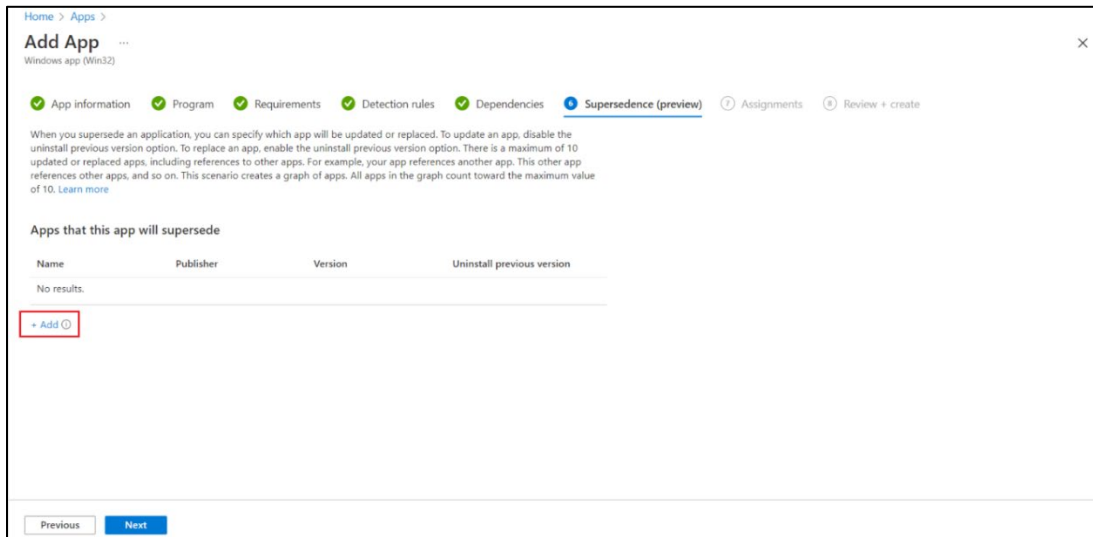 Home > Apps >
Add App ...
Windows app (Win32)
App information Program Requirements Detection rules Dependencies 6 Supersedence (preview) 7 Assignments 8 Review + create
When you supersede an application, you can specify which app will be updated or replaced. To update an app, disable the
uninstall previous version option. To replace an app, enable the uninstall previous version option. There is a maximum of 10
updated or replaced apps, including references to other apps. For example, your app references another app. This other app
references other apps, and so on. This scenario creates a graph of apps. All apps in the graph count toward the maximum value
of 10. Learn more
Apps that this app will supersede
Name Publisher Version Uninstall previous version
No results.
+ Add
Previous Next